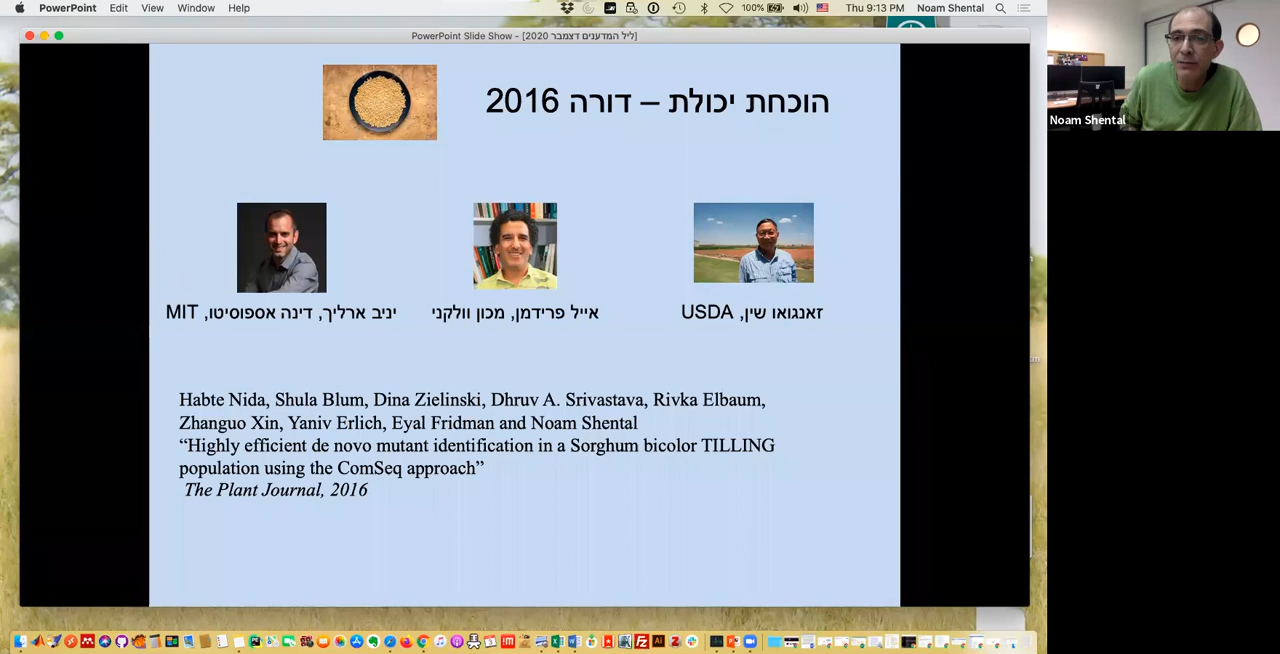 PowerPoint Edit View Window Help
100% Thu 9:13 PM Noam Shental
PowerPoint Slide Show - [ליל המדענים דצמבר 2020]
הוכחת יכולת – דורה 2016
יניב ארליך, דינה אספוסיטו, MIT
אייל פרידמן, מכון וולקני
זאנגואו שין, USDA
Habte Nida, Shula Blum, Dina Zielinski, Dhruv A. Srivastava, Rivka Elbaum,
Zhanguo Xin, Yaniv Erlich, Eyal Fridman and Noam Shental
“Highly efficient de novo mutant identification in a Sorghum bicolor TILLING
population using the ComSeq approach”
The Plant Journal, 2016
Noam Shental